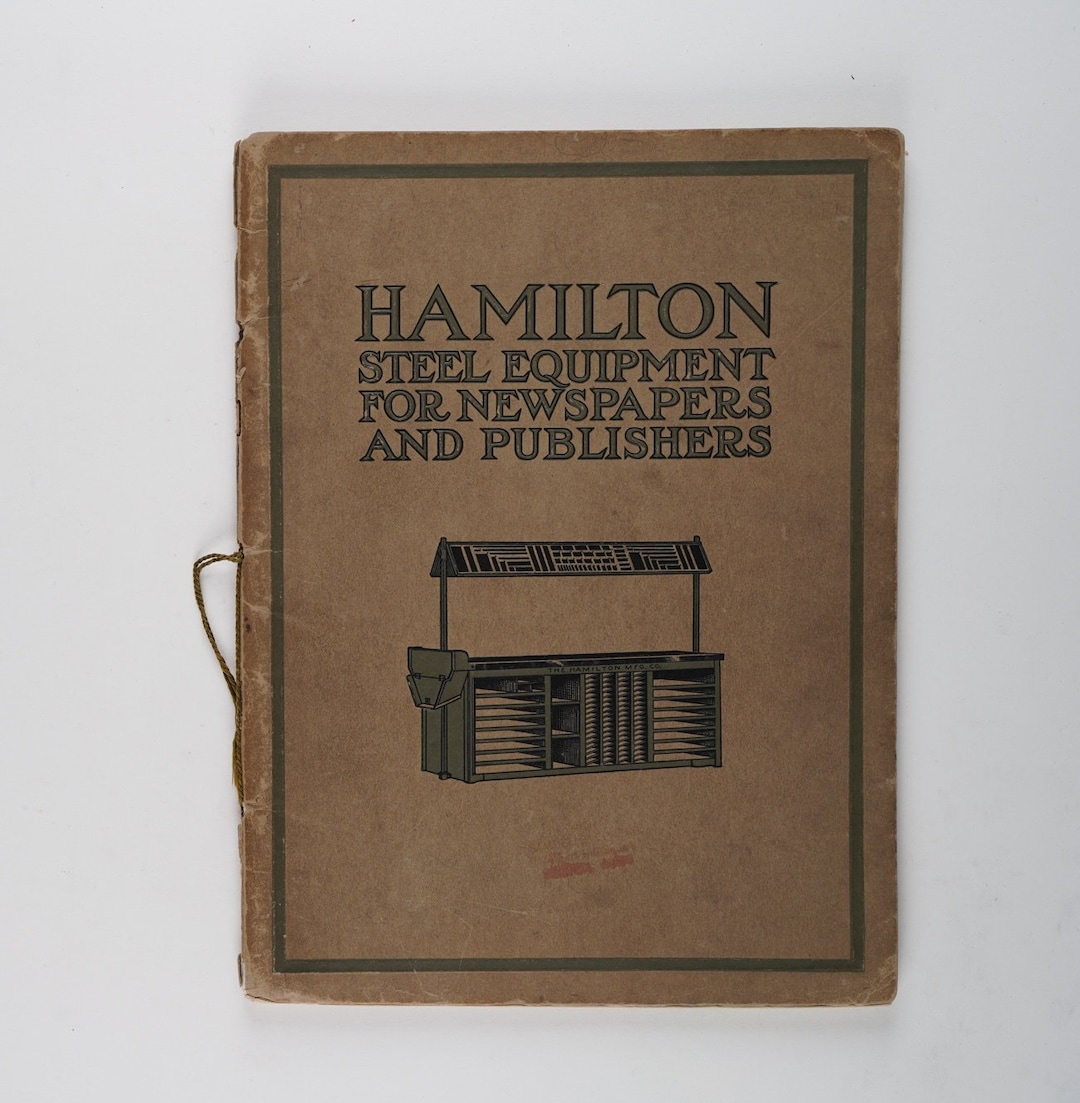 HAMILTON
STEEL EQUIPMENT
FOR NEWSPAPERS
AND PUBLISHERS
THE HAMILTON MFG. CO.